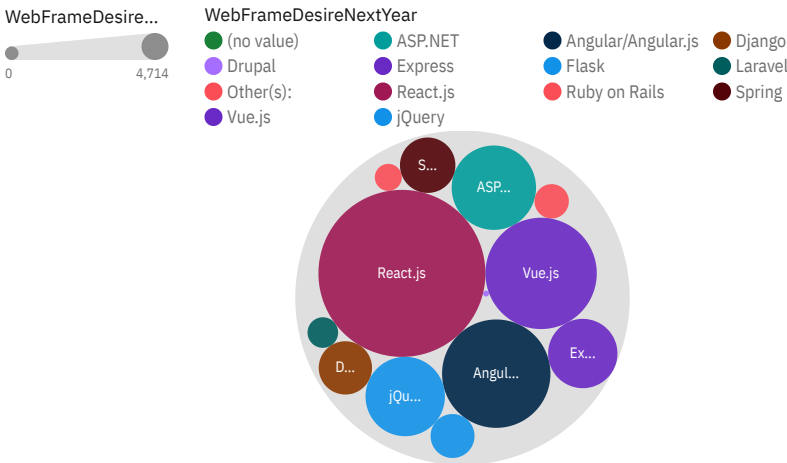 WebFrameDesire...
0 4,714
WebFrameDesireNextYear
(no value) ASP.NET Angular/Angular.js Django
Drupal Express Flask Laravel
Other(s): React.js Ruby on Rails Spring
Vue.js jQuery
S...
ASP...
React.js
Vue.js
Ex...
D...
Angul...
jQu...